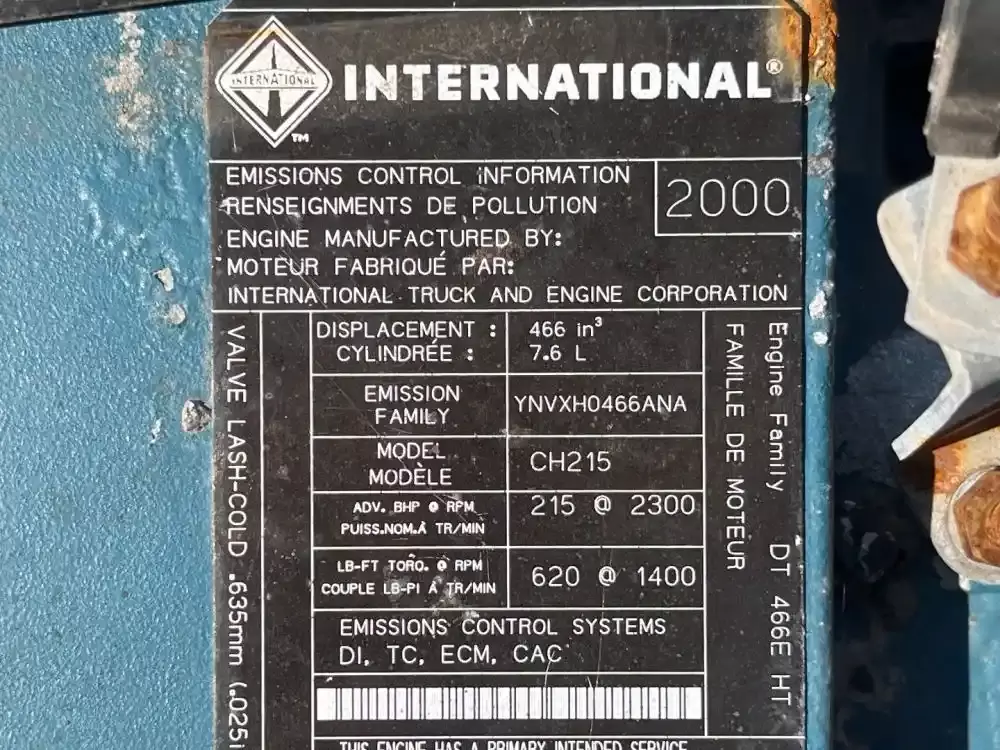 INTERNATIONAL
TM
INTERNATIONAL®
EMISSIONS CONTROL INFORMATION
RENSEIGNMENTS DE POLLUTION
2000
ENGINE MANUFACTURED BY:
MOTEUR FABRIQUÉ PAR:
INTERNATIONAL TRUCK AND ENGINE CORPORATION
VALVE LASH-COLD .635mm (.025i
DISPLACEMENT : 466 in³
CYLINDRÉE : 7.6 L
EMISSION
FAMILY
YNVXH0466ANA
MODEL
MODÈLE
CH215
ADV. BHP @ RPM
PUISS.NOM.À TR/MIN
215 @ 2300
LB-FT TORQ. @ RPM
COUPLE LB-PI À TR/MIN
620 @ 1400
EMISSIONS CONTROL SYSTEMS
DI, TC, ECM, CAC
THIS ENGINE HAS A PRIMARY INTENDED SERVICE
Engine Family DT 466E HT
FAMILLE DE MOTEUR